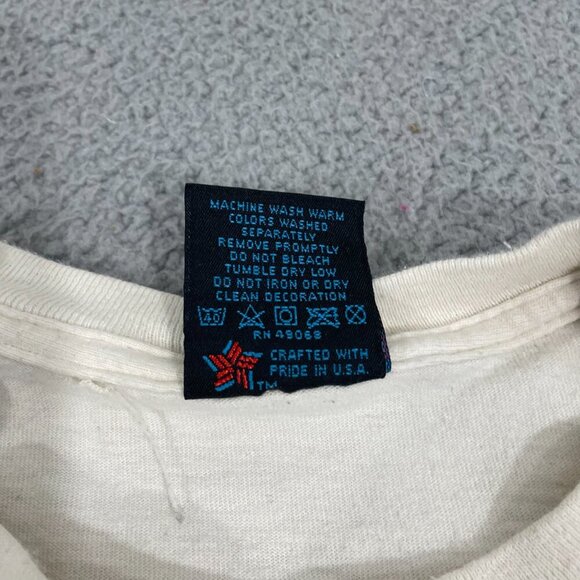 MACHINE WASH WARM
COLORS WASHED
SEPARATELY
REMOVE PROMPTLY
DO NOT BLEACH
TUMBLE DRY LOW
DO NOT IRON OR DRY
CLEAN DECORATION
RN 49068
CRAFTED WITH
PRIDE IN U.S.A.
TM